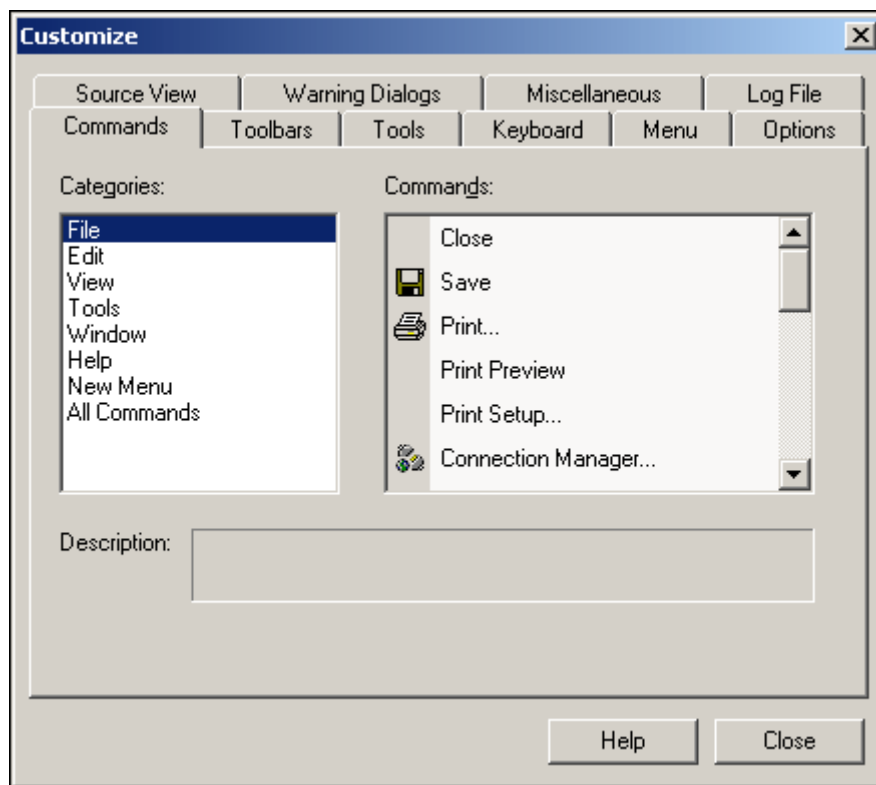 Customize
Source View Warning Dialogs Miscellaneous Log File
Commands Toolbars Tools Keyboard Menu Options
Categories:
File
Edit
View
Tools
Window
Help
New Menu
All Commands
Commands:
Close
Save
Print...
Print Preview
Print Setup...
Connection Manager...
Description:
Help Close